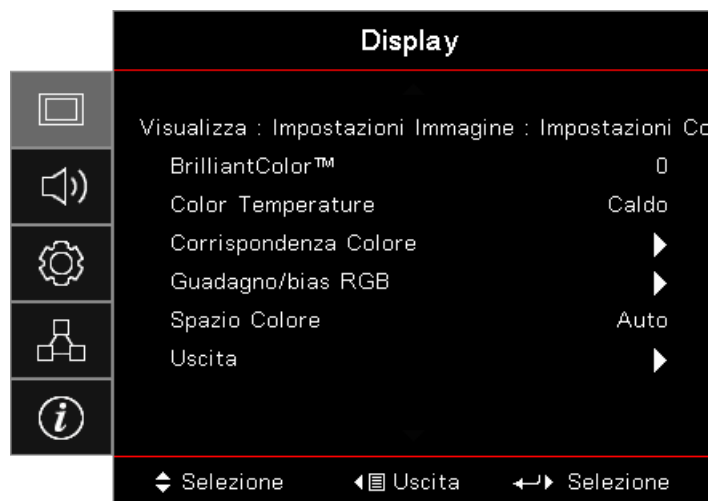 Display
Visualizza : Impostazioni Immagine : Impostazioni Co
BrilliantColor™ 0
Color Temperature Caldo
Corrispondenza Colore
Guadagno/bias RGB
Spazio Colore Auto
Uscita
Selezione Uscita Selezione